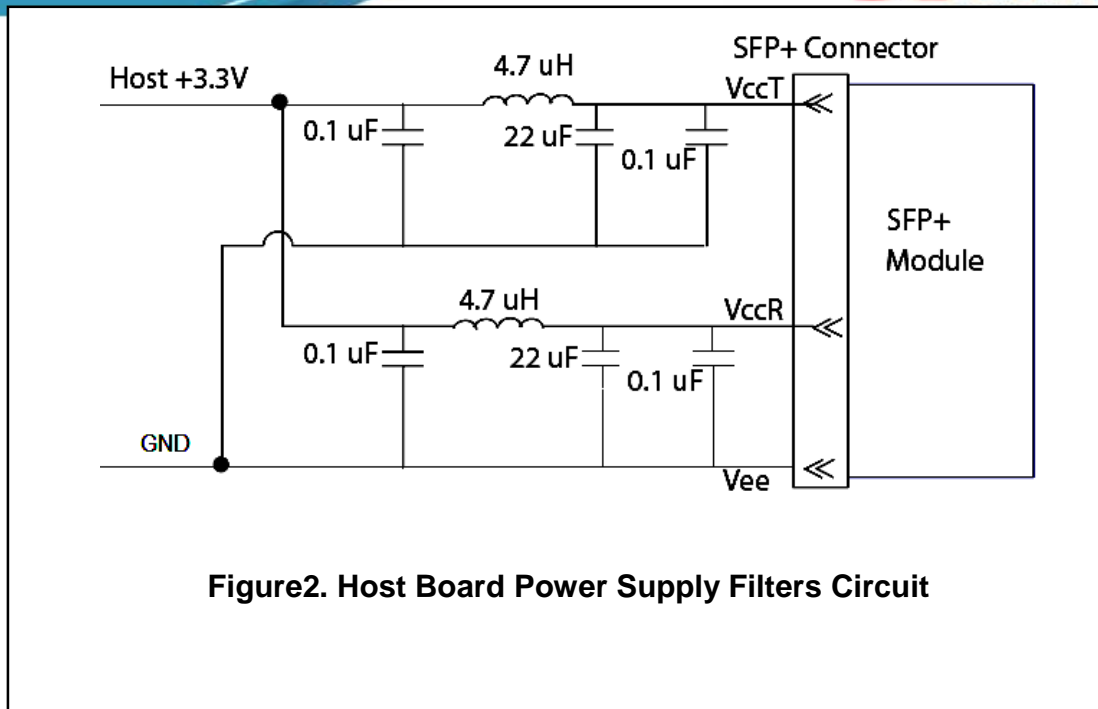 SFP+ Connector
4.7 uH
Host +3.3V
VccT
0.1 uF
22 uF
0.1 uF
SFP+
Module
4.7 uH
VccR
0.1 uF
22 uF
0.1 uF
GND
Vee
Figure2. Host Board Power Supply Filters Circuit